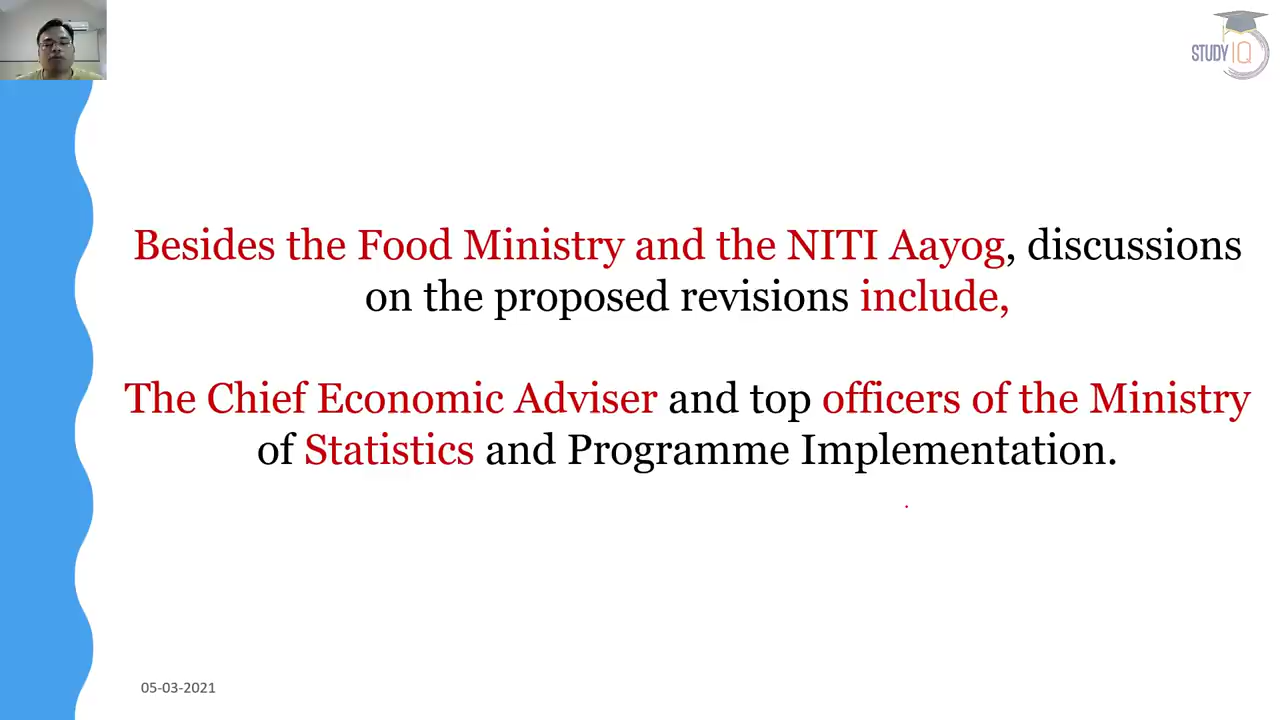 STUDY IQ
Besides the Food Ministry and the NITI Aayog, discussions
on the proposed revisions include,
The Chief Economic Adviser and top officers of the Ministry
of Statistics and Programme Implementation.
05-03-2021